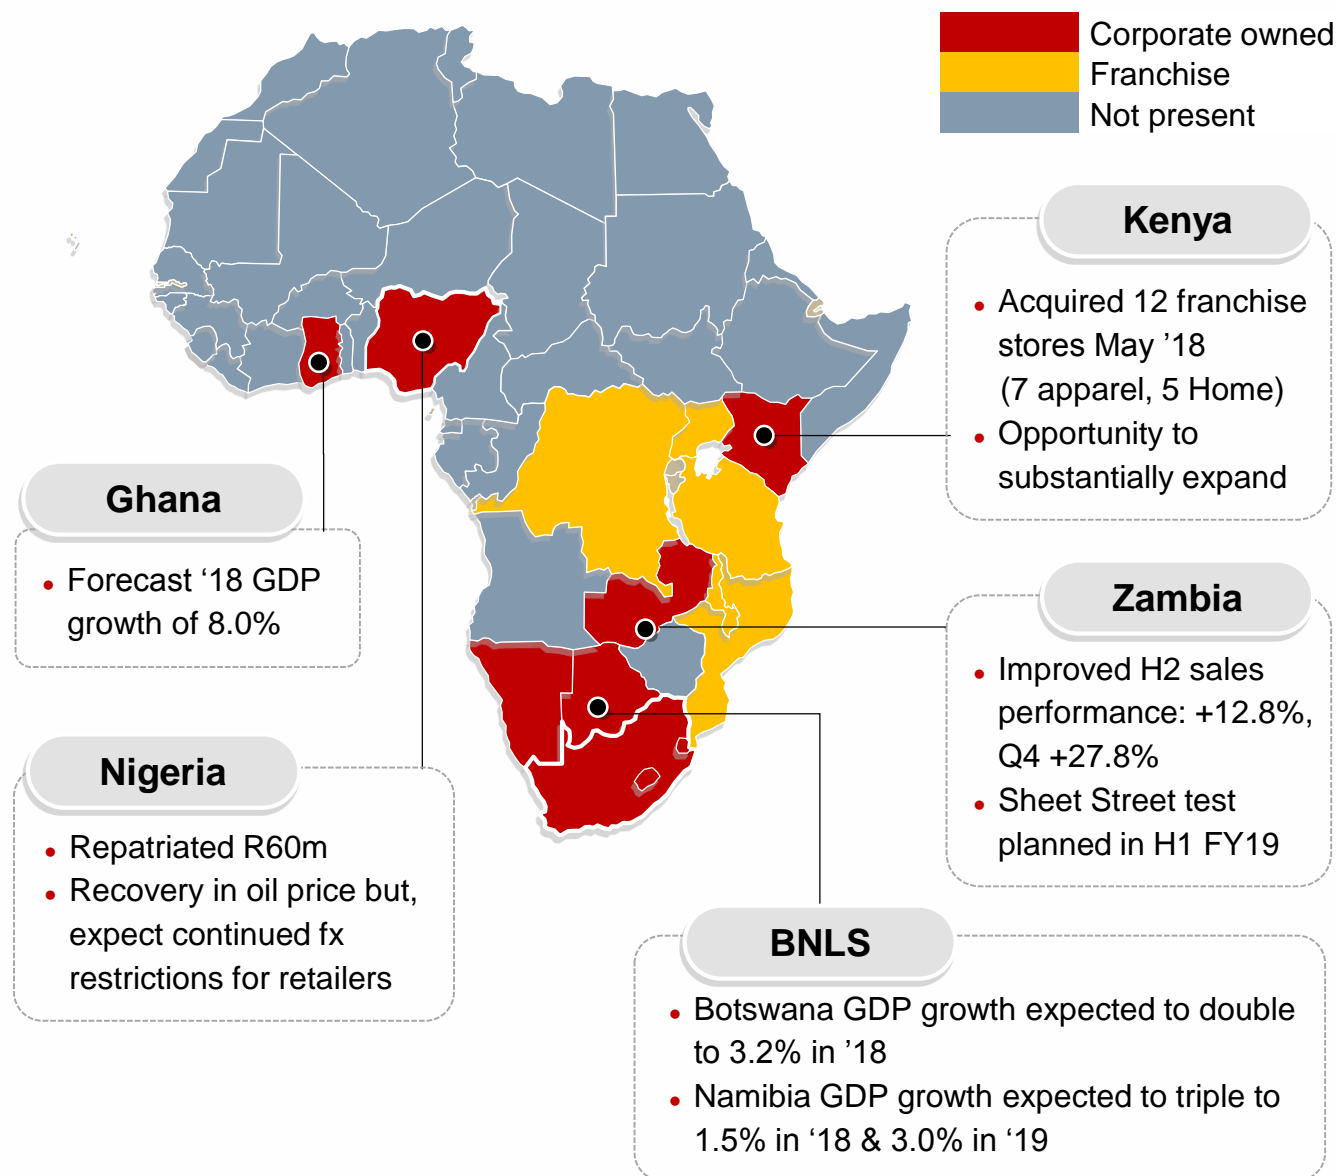 Corporate owned
Franchise
Not present
Kenya
• Acquired 12 franchise
stores May ’18
(7 apparel, 5 Home)
• Opportunity to
substantially expand
Ghana
• Forecast ‘18 GDP
growth of 8.0%
Zambia
• Improved H2 sales
performance: +12.8%,
Q4 +27.8%
• Sheet Street test
planned in H1 FY19
Nigeria
• Repatriated R60m
• Recovery in oil price but,
expect continued fx
restrictions for retailers
BNLS
• Botswana GDP growth expected to double
to 3.2% in ’18
• Namibia GDP growth expected to triple to
1.5% in ‘18 & 3.0% in ‘19